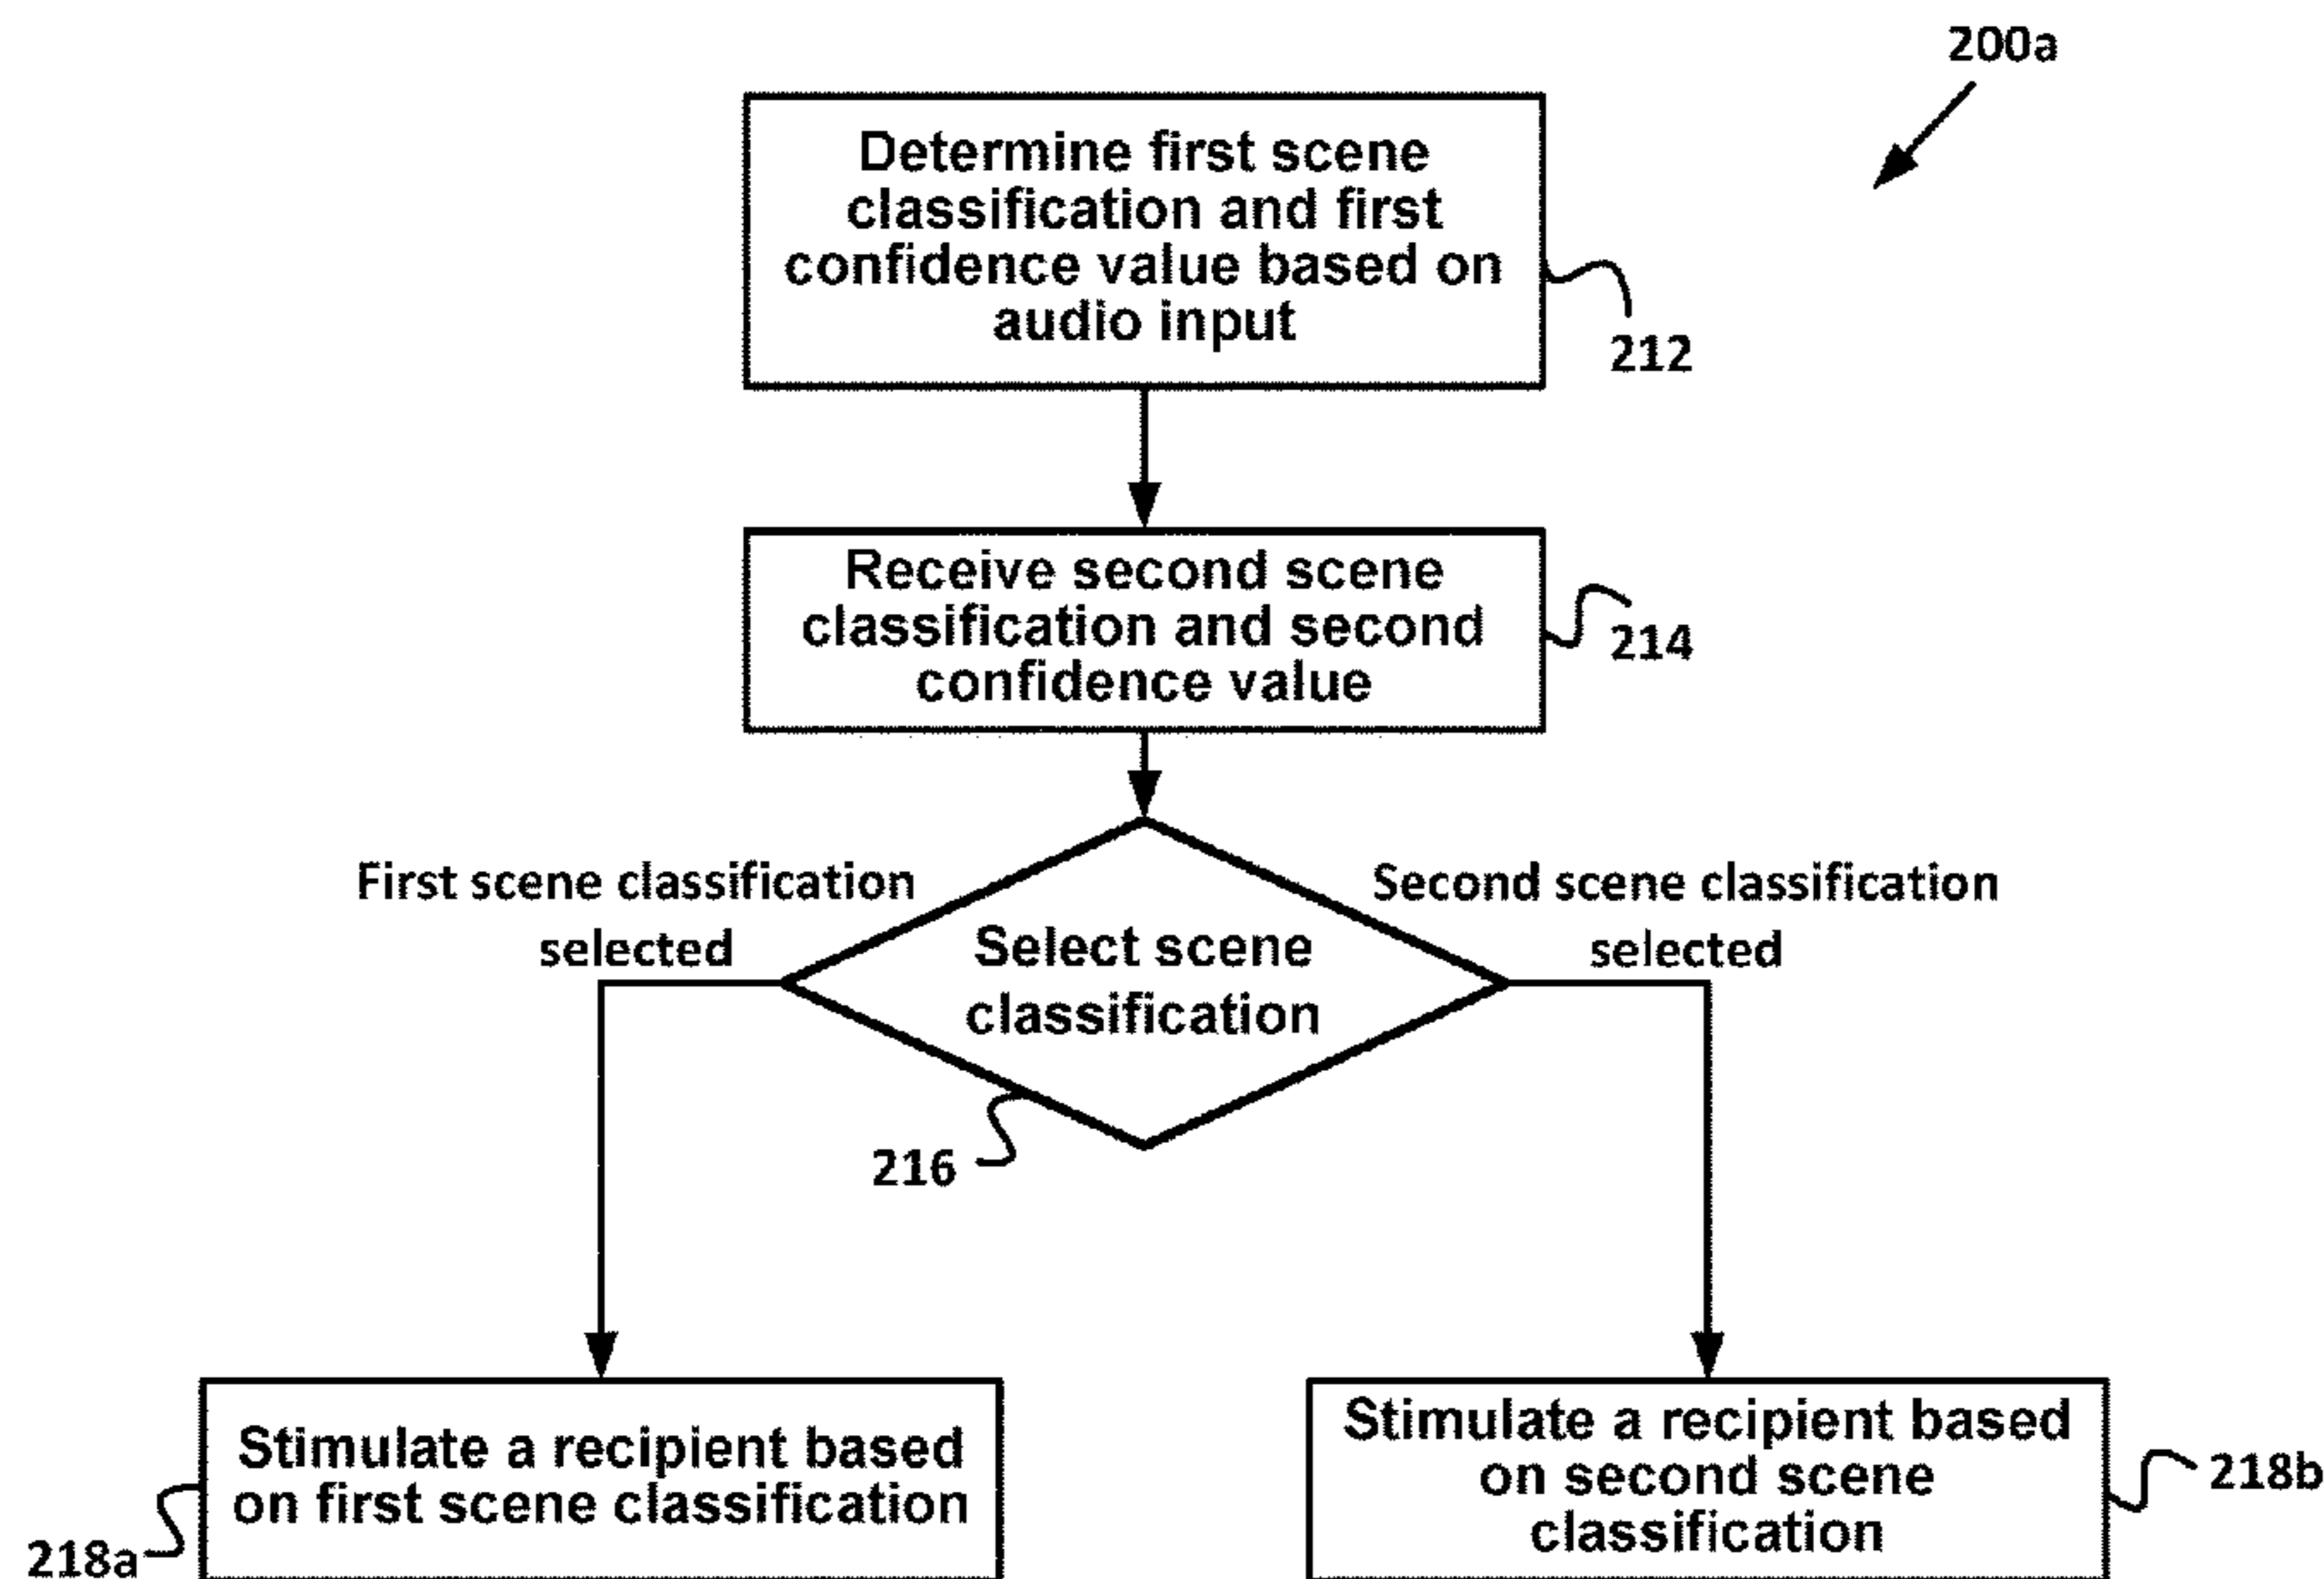 200a
Determine first scene
classification and first
confidence value based on
audio input
212
Receive second scene
classification and second
confidence value
214
First scene classification
selected
Second scene classification
selected
Select scene
classification
216
Stimulate a recipient based
on first scene classification
218a
Stimulate a recipient based
on second scene
classification
218b